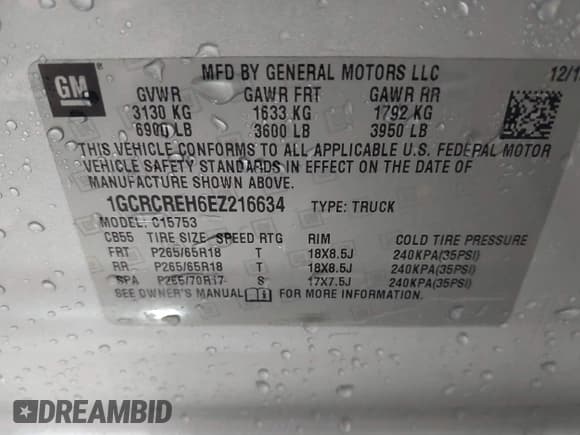 GM
MFD BY GENERAL MOTORS LLC 12/1
GVWR GAWR FRT GAWR RR
3130 KG 1633 KG 1792 KG
6900 LB 3600 LB 3950 LB
THIS VEHICLE CONFORMS TO ALL APPLICABLE U.S. FEDERAL MOTOR
VEHICLE SAFETY STANDARDS IN EFFECT ON THE DATE OF
MANUFACTURE SHOWN ABOVE.
1GCRCREH6EZ216634 TYPE: TRUCK
MODEL: C15753
CB55 TIRE SIZE SPEED RTG RIM COLD TIRE PRESSURE
FRT P265/65R18 T 18X8.5J 240KPA(35PSI)
RR P265/65R18 T 18X8.5J 240KPA(35PSI)
SPA P265/70R17 S 17X7.5J 240KPA(35PSI)
SEE OWNER'S MANUAL FOR MORE INFORMATION.
DREAMBID